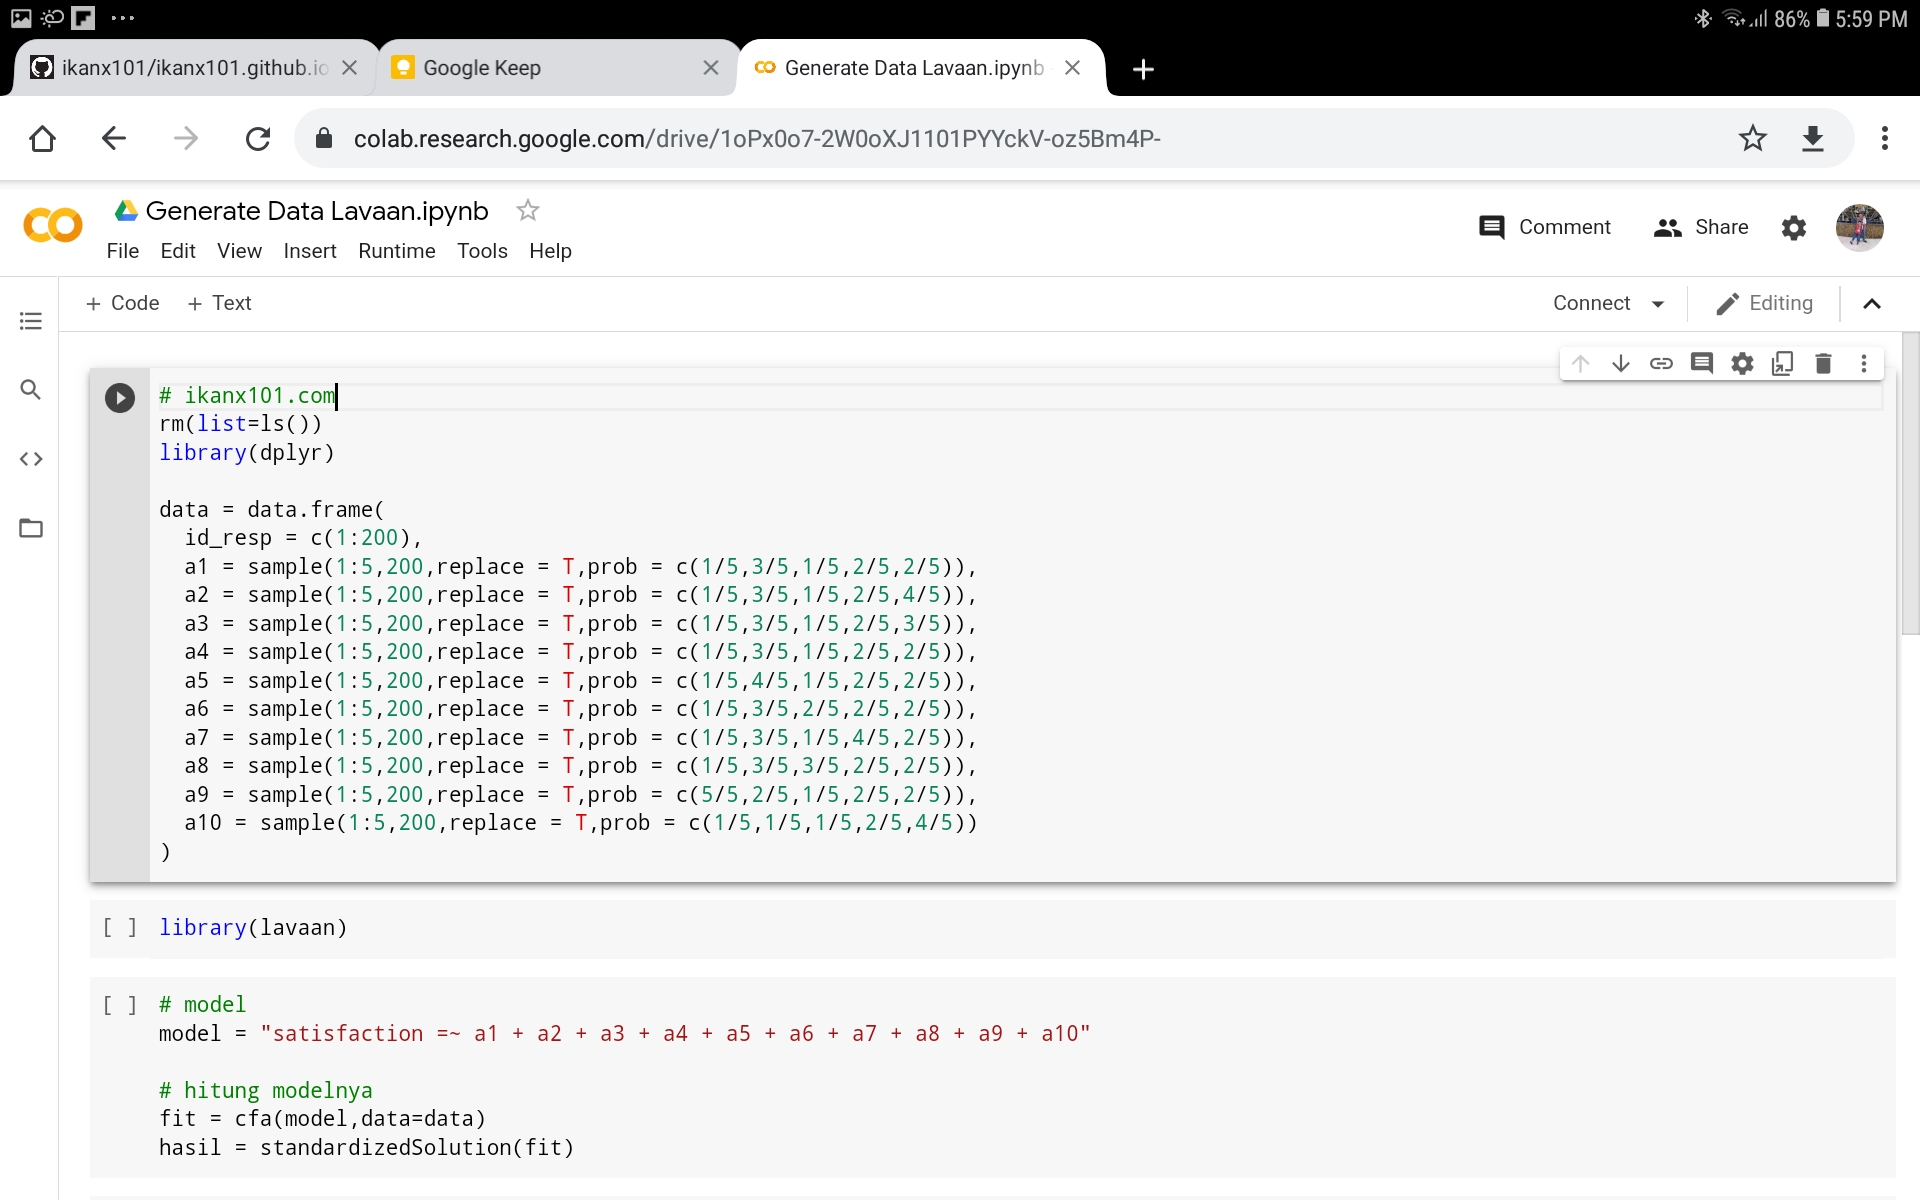 86% 5:59 PM
ikanx101/ikanx101.github.io
Google Keep
Generate Data Lavaan.ipynb
colab.research.google.com/drive/1oPx0o7-2W0oXJ1101PYYckV-oz5Bm4P-
Generate Data Lavaan.ipynb
Comment Share
File Edit View Insert Runtime Tools Help
+ Code + Text Connect Editing
# ikanx101.com
rm(list=ls())
library(dplyr)
data = data.frame(
id_resp = c(1:200),
a1 = sample(1:5,200,replace = T,prob = c(1/5,3/5,1/5,2/5,2/5)),
a2 = sample(1:5,200,replace = T,prob = c(1/5,3/5,1/5,2/5,4/5)),
a3 = sample(1:5,200,replace = T,prob = c(1/5,3/5,1/5,2/5,3/5)),
a4 = sample(1:5,200,replace = T,prob = c(1/5,3/5,1/5,2/5,2/5)),
a5 = sample(1:5,200,replace = T,prob = c(1/5,4/5,1/5,2/5,2/5)),
a6 = sample(1:5,200,replace = T,prob = c(1/5,3/5,2/5,2/5,2/5)),
a7 = sample(1:5,200,replace = T,prob = c(1/5,3/5,1/5,4/5,2/5)),
a8 = sample(1:5,200,replace = T,prob = c(1/5,3/5,3/5,2/5,2/5)),
a9 = sample(1:5,200,replace = T,prob = c(5/5,2/5,1/5,2/5,2/5)),
a10 = sample(1:5,200,replace = T,prob = c(1/5,1/5,1/5,2/5,4/5))
)
[ ] library(lavaan)
[ ] # model
model = "satisfaction =~ a1 + a2 + a3 + a4 + a5 + a6 + a7 + a8 + a9 + a10"
# hitung modelnya
fit = cfa(model,data=data)
hasil = standardizedSolution(fit)